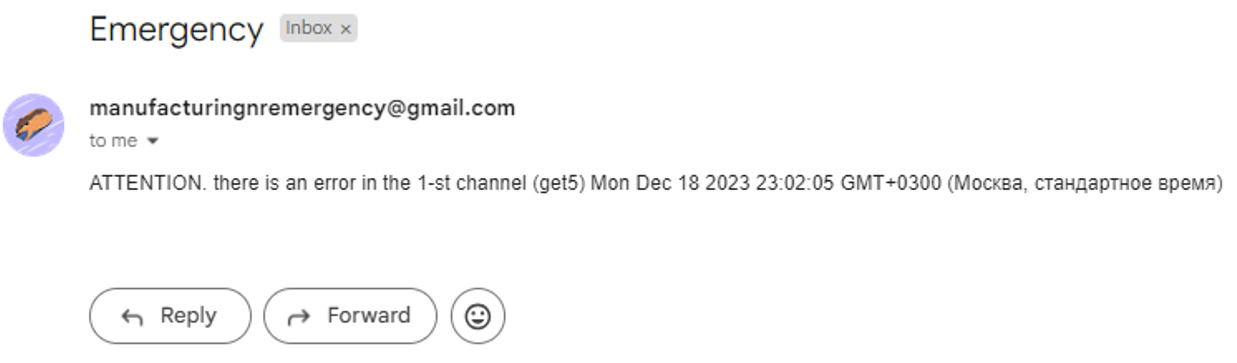 Emergency Inbox ×
manufacturingnremergency@gmail.com
to me
ATTENTION. there is an error in the 1-st channel (get5) Mon Dec 18 2023 23:02:05 GMT+0300 (Москва, стандартное время)
Reply Forward